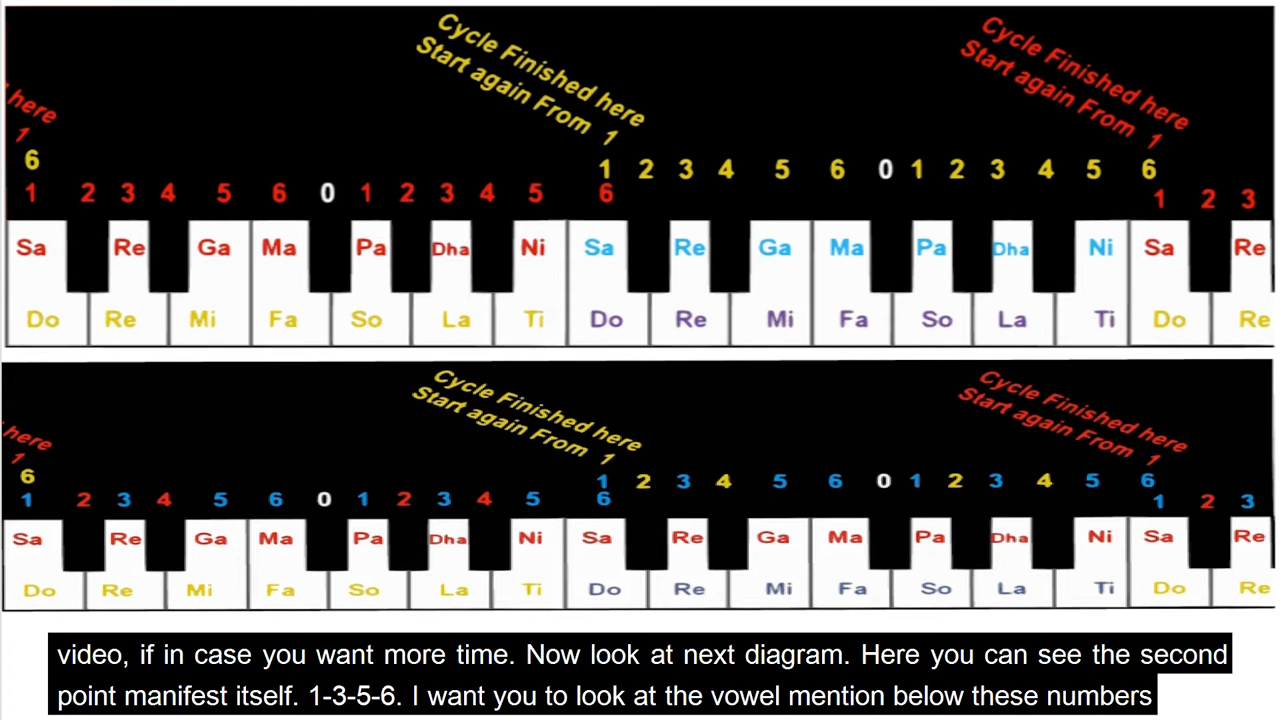 Cycle Finished here
Start again From 1
Cycle Finished here
Start again From 1
here
1
6
1 2 3 4 5 6 0 1 2 3 4 5 6 0 1 2 3 4 5 6
1 2 3 4 5 6 0 1 2 3 4 5 6 1 2 3
Sa Re Ga Ma Pa Dha Ni Sa Re Ga Ma Pa Dha Ni Sa Re
Do Re Mi Fa So La Ti Do Re Mi Fa So La Ti Do Re
Cycle Finished here
Start again From 1
Cycle Finished here
Start again From 1
here
1
6 1 2 3 4 5 6 0 1 2 3 4 5 6
1 2 3 4 5 6 0 1 2 3 4 5 6 1 2 3
Sa Re Ga Ma Pa Dha Ni Sa Re Ga Ma Pa Dha Ni Sa Re
Do Re Mi Fa So La Ti Do Re Mi Fa So La Ti Do Re
video, if in case you want more time. Now look at next diagram. Here you can see the second
point manifest itself. 1-3-5-6. I want you to look at the vowel mention below these numbers